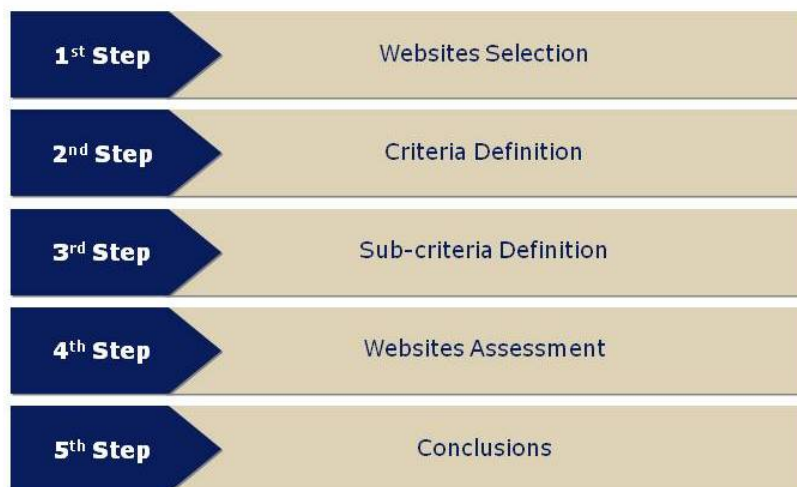 1st Step Websites Selection
2nd Step Criteria Definition
3rd Step Sub-criteria Definition
4th Step Websites Assessment
5th Step Conclusions